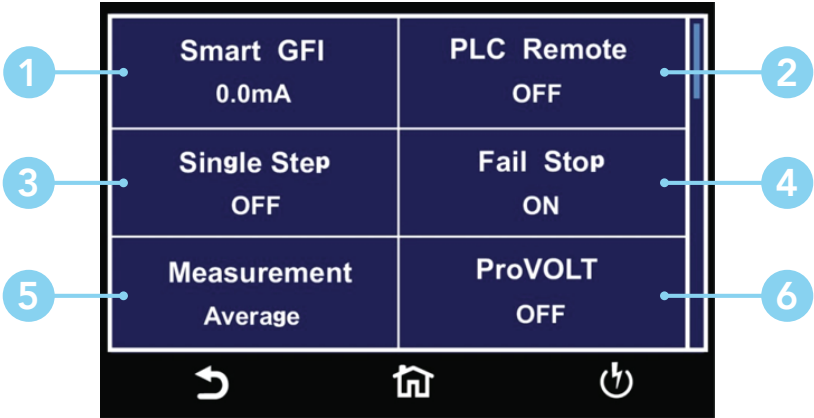 1
Smart GFI
0.0mA
PLC Remote
OFF
2
3
Single Step
OFF
Fail Stop
ON
4
5
Measurement
Average
ProVOLT
OFF
6